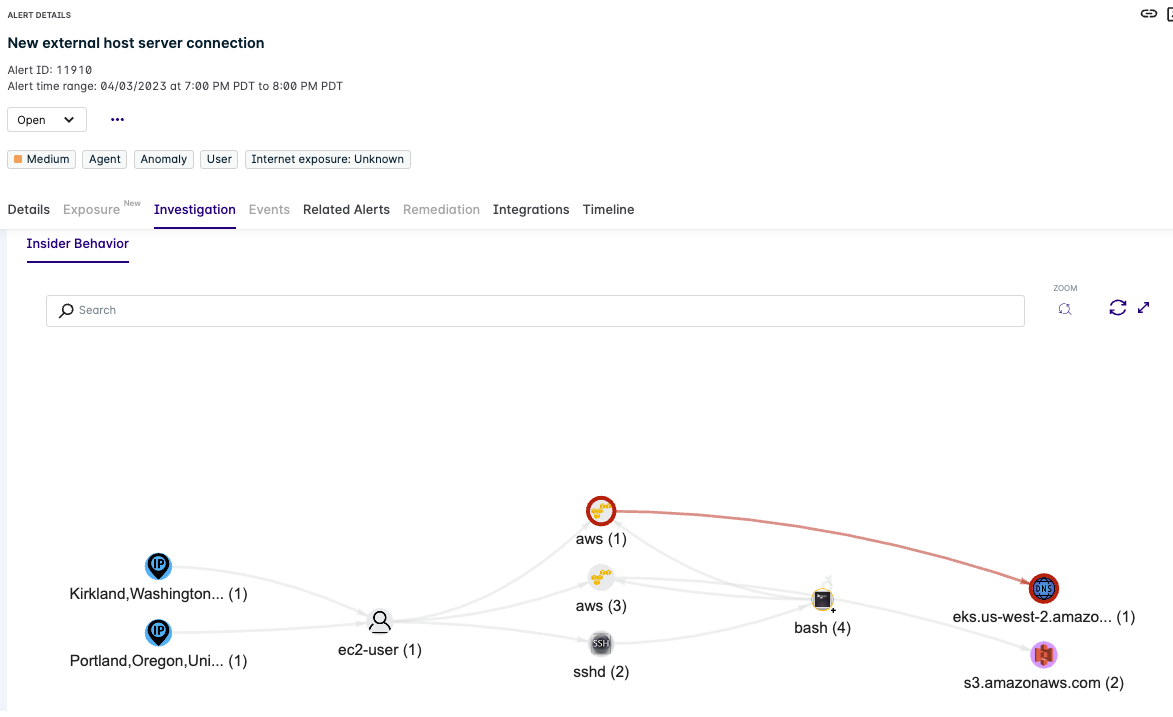 ALERT DETAILS
New external host server connection
Alert ID: 11910
Alert time range: 04/03/2023 at 7:00 PM PDT to 8:00 PM PDT
Open
Medium Agent Anomaly User Internet exposure: Unknown
Details Exposure New Investigation Events Related Alerts Remediation Integrations Timeline
Insider Behavior
ZOOM
Search
aws (1)
IP
Kirkland,Washington... (1)
aws (3)
DNS
eks.us-west-2.amazo... (1)
bash (4)
IP
Portland,Oregon,Uni... (1)
ec2-user (1)
SSH
sshd (2)
s3.amazonaws.com (2)